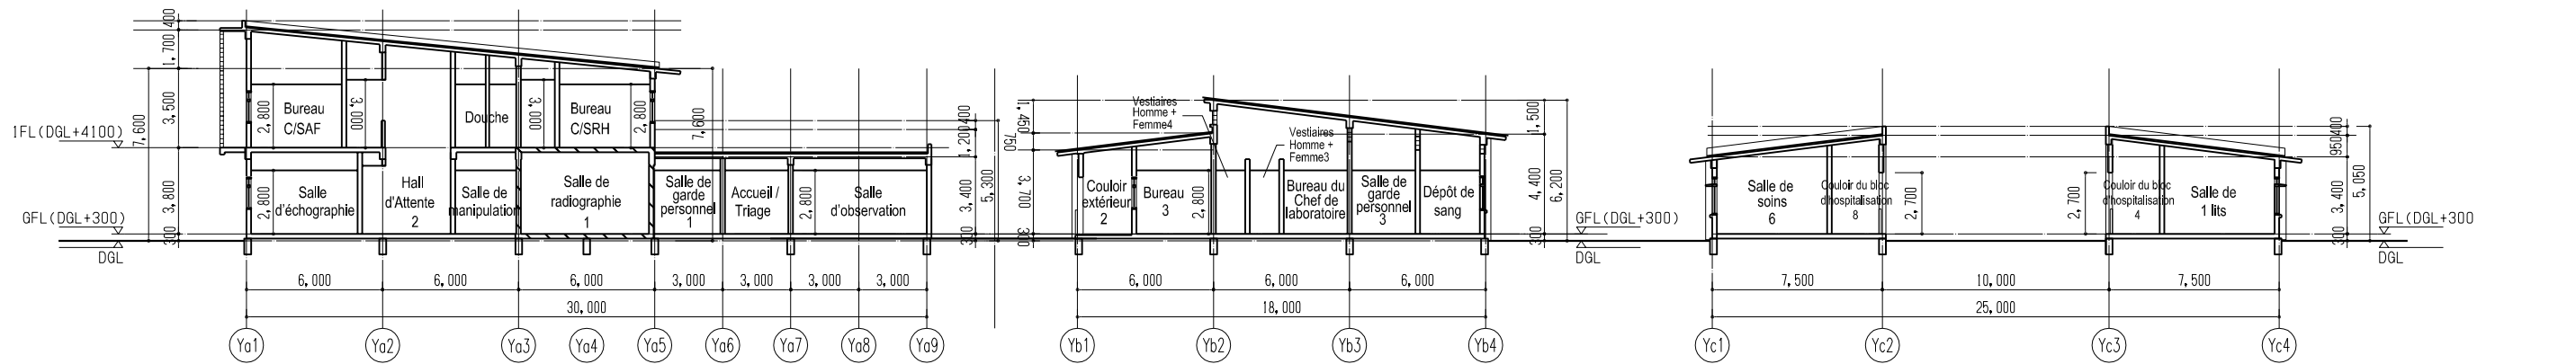 400
1,700
3,500
3,800
300
7,600
1FL(DGL+4100)
GFL(DGL+300)
DGL
2,800
Bureau
C/SAF
3,000
Douche
3,000
Bureau
C/SRH
2,800
7,600
2,800
Salle
d'échographie
Hall
d'Attente
2
Salle de
manipulation
Salle de
radiographie
1
Salle de
garde
personnel
1
Accueil /
Triage
2,800
Salle
d'observation
400
1,200
3,400
300
5,300
6,000
6,000
6,000
3,000
3,000
3,000
3,000
30,000
Ya1
Ya2
Ya3
Ya4
Ya5
Ya6
Ya7
Ya8
Ya9
1,450
750
3,700
300
Vestiaires
Homme +
Femme4
Vestiaires
Homme +
Femme3
Couloir
extérieur
2
Bureau
3
2,800
Bureau du
Chef de
laboratoire
Salle de
garde
personnel
3
Dépôt de
sang
1,500
4,400
300
6,200
GFL(DGL+300)
DGL
6,000
6,000
6,000
18,000
Yb1
Yb2
Yb3
Yb4
Salle de
soins
6
Couloir du bloc
d'hospitalisation
8
2,700
2,700
Couloir du bloc
d'hospitalisation
4
Salle de
1 lits
400
950
3,400
300
5,050
GFL(DGL+300
DGL
7,500
10,000
7,500
25,000
Yc1
Yc2
Yc3
Yc4